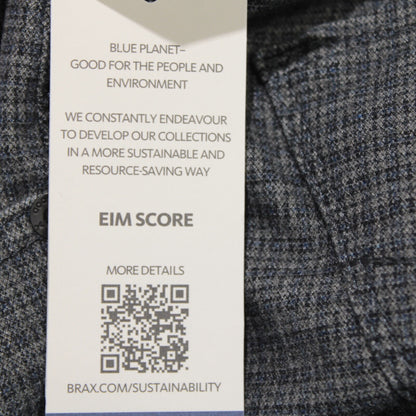 BLUE PLANET–
GOOD FOR THE PEOPLE AND
ENVIRONMENT
WE CONSTANTLY ENDEAVOUR
TO DEVELOP OUR COLLECTIONS
IN A MORE SUSTAINABLE AND
RESOURCE-SAVING WAY
EIM SCORE
MORE DETAILS
BRAX.COM/SUSTAINABILITY